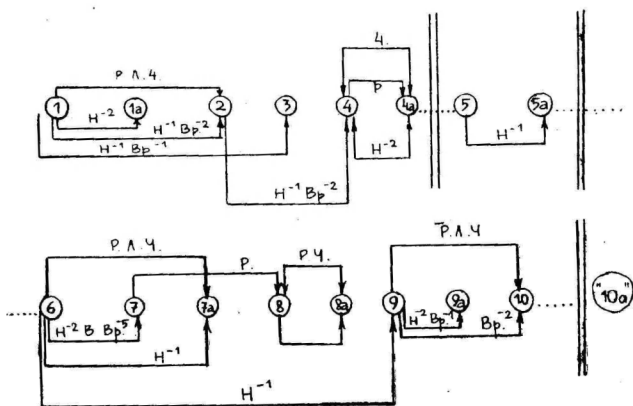 4.
Р Л.4.
Р
1 1а 2 3 4 4а 5 5а
Н⁻²
Н⁻¹ Вр⁻²
Н⁻¹ Вр⁻¹
Н⁻²
Н⁻¹
Н⁻¹ Вр⁻²
Р.Л.Ч. Р. Р.Ч. Р.Л.Ч
6 7 7а 8 8а 9 9а 10 "10а"
Н⁻² В Вр⁻⁵ Н⁻² Вр⁻¹ Вр⁻²
Н⁻¹
Н⁻¹